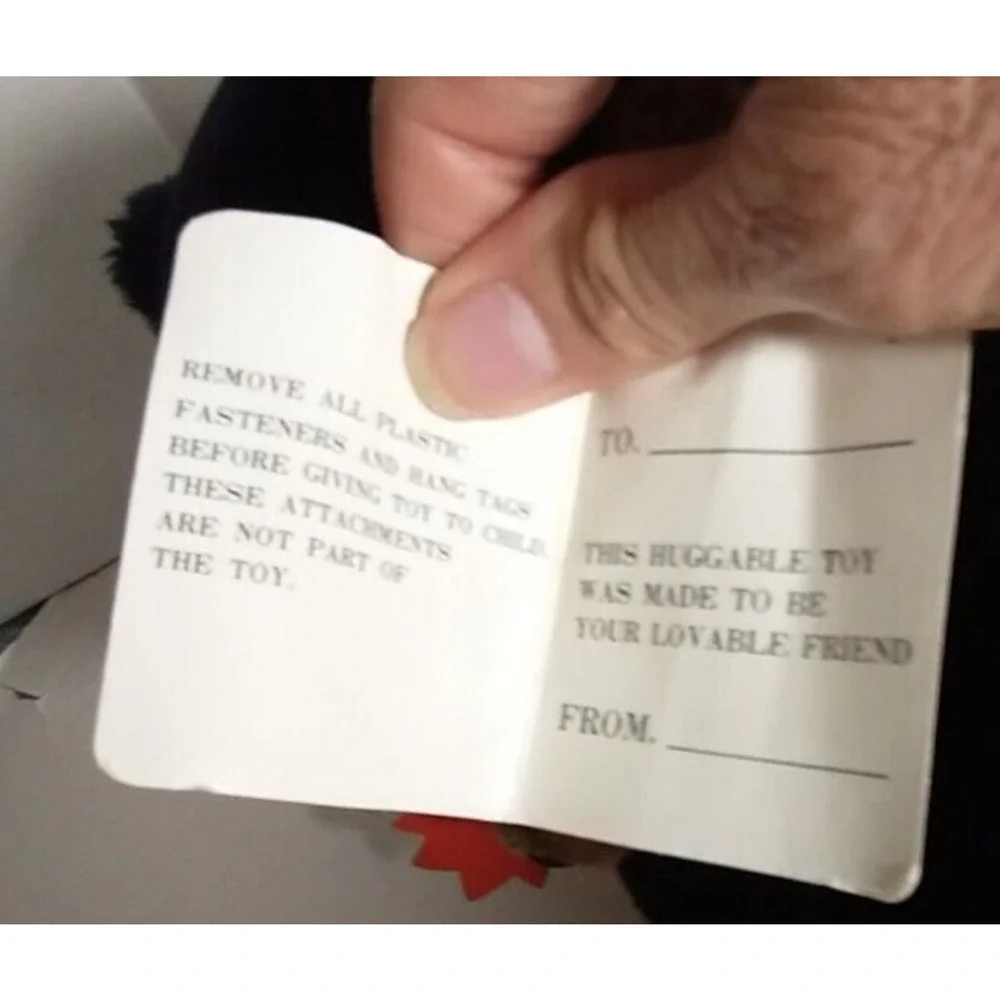 REMOVE ALL PLASTIC
FASTENERS AND HANG TAGS
BEFORE GIVING TOY TO CHILD.
THESE ATTACHMENTS
ARE NOT PART OF
THE TOY.
TO.
THIS HUGGABLE TOY
WAS MADE TO BE
YOUR LOVABLE FRIEND
FROM.